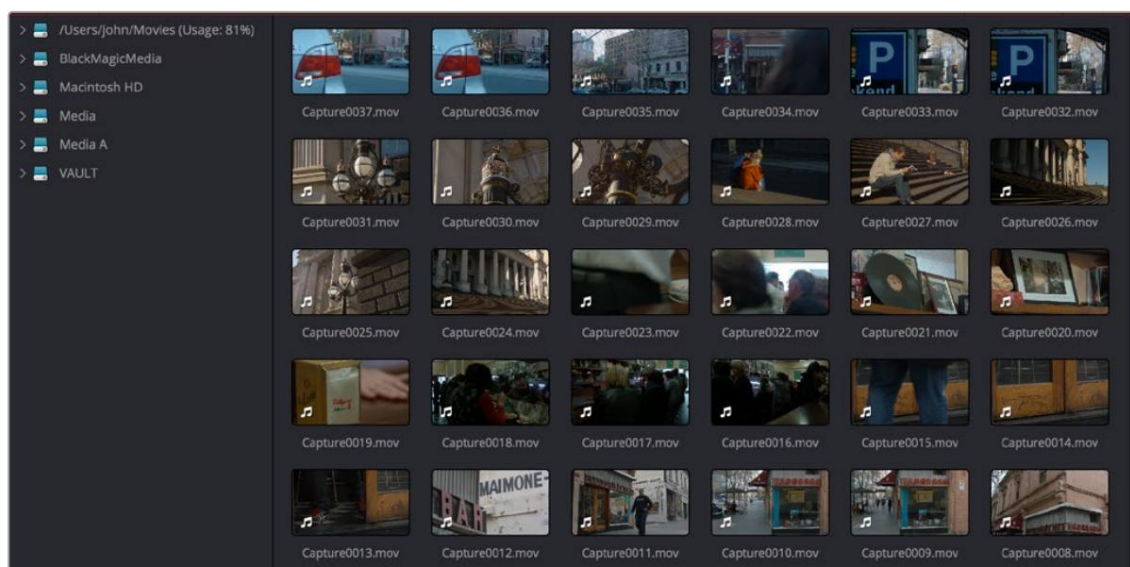 /Users/john/Movies (Usage: 81%)
BlackMagicMedia
Macintosh HD
Media
Media A
VAULT
P
P
Capture0037.mov
Capture0036.mov
Capture0035.mov
Capture0034.mov
Capture0033.mov
Capture0032.mov
Capture0031.mov
Capture0030.mov
Capture0029.mov
Capture0028.mov
Capture0027.mov
Capture0026.mov
Capture0025.mov
Capture0024.mov
Capture0023.mov
Capture0022.mov
Capture0021.mov
Capture0020.mov
Capture0019.mov
Capture0018.mov
Capture0017.mov
Capture0016.mov
Capture0015.mov
Capture0014.mov
MAIMONE
BAH
Capture0013.mov
Capture0012.mov
Capture0011.mov
Capture0010.mov
Capture0009.mov
Capture0008.mov